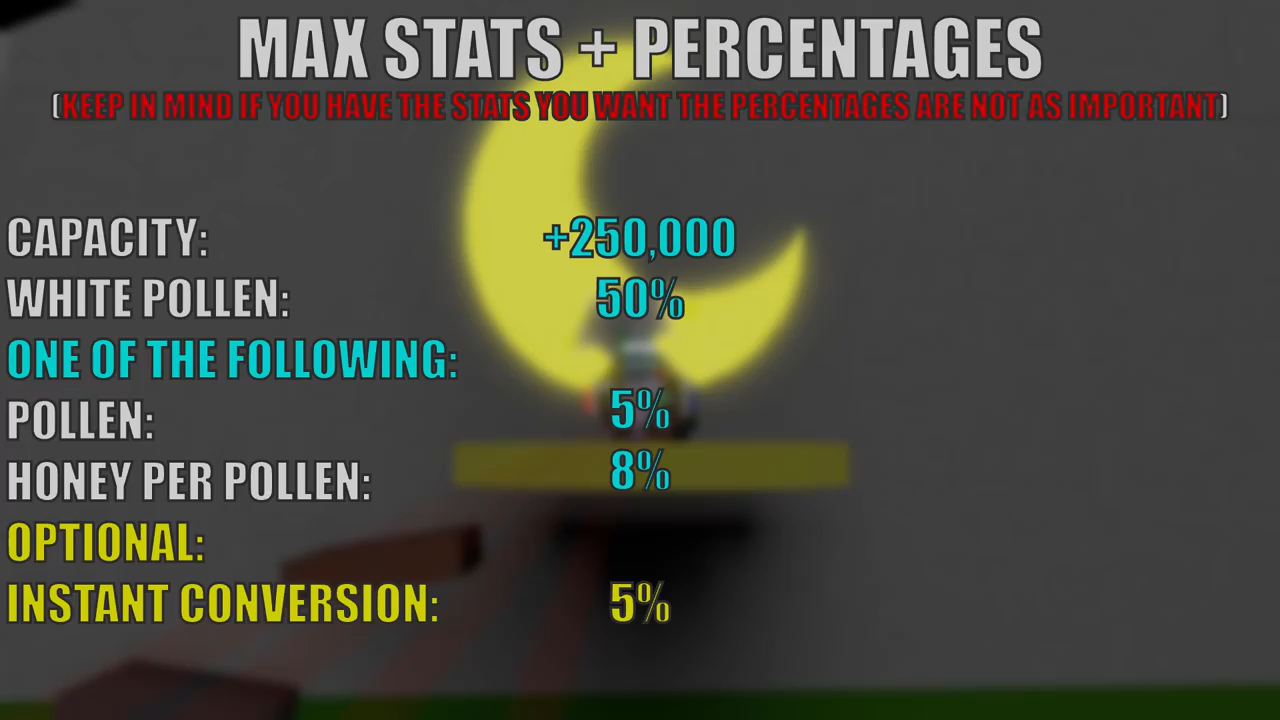 MAX STATS + PERCENTAGES
(KEEP IN MIND IF YOU HAVE THE STATS YOU WANT THE PERCENTAGES ARE NOT AS IMPORTANT)
CAPACITY: +250,000
WHITE POLLEN: 50%
ONE OF THE FOLLOWING:
POLLEN: 5%
HONEY PER POLLEN: 8%
OPTIONAL:
INSTANT CONVERSION: 5%